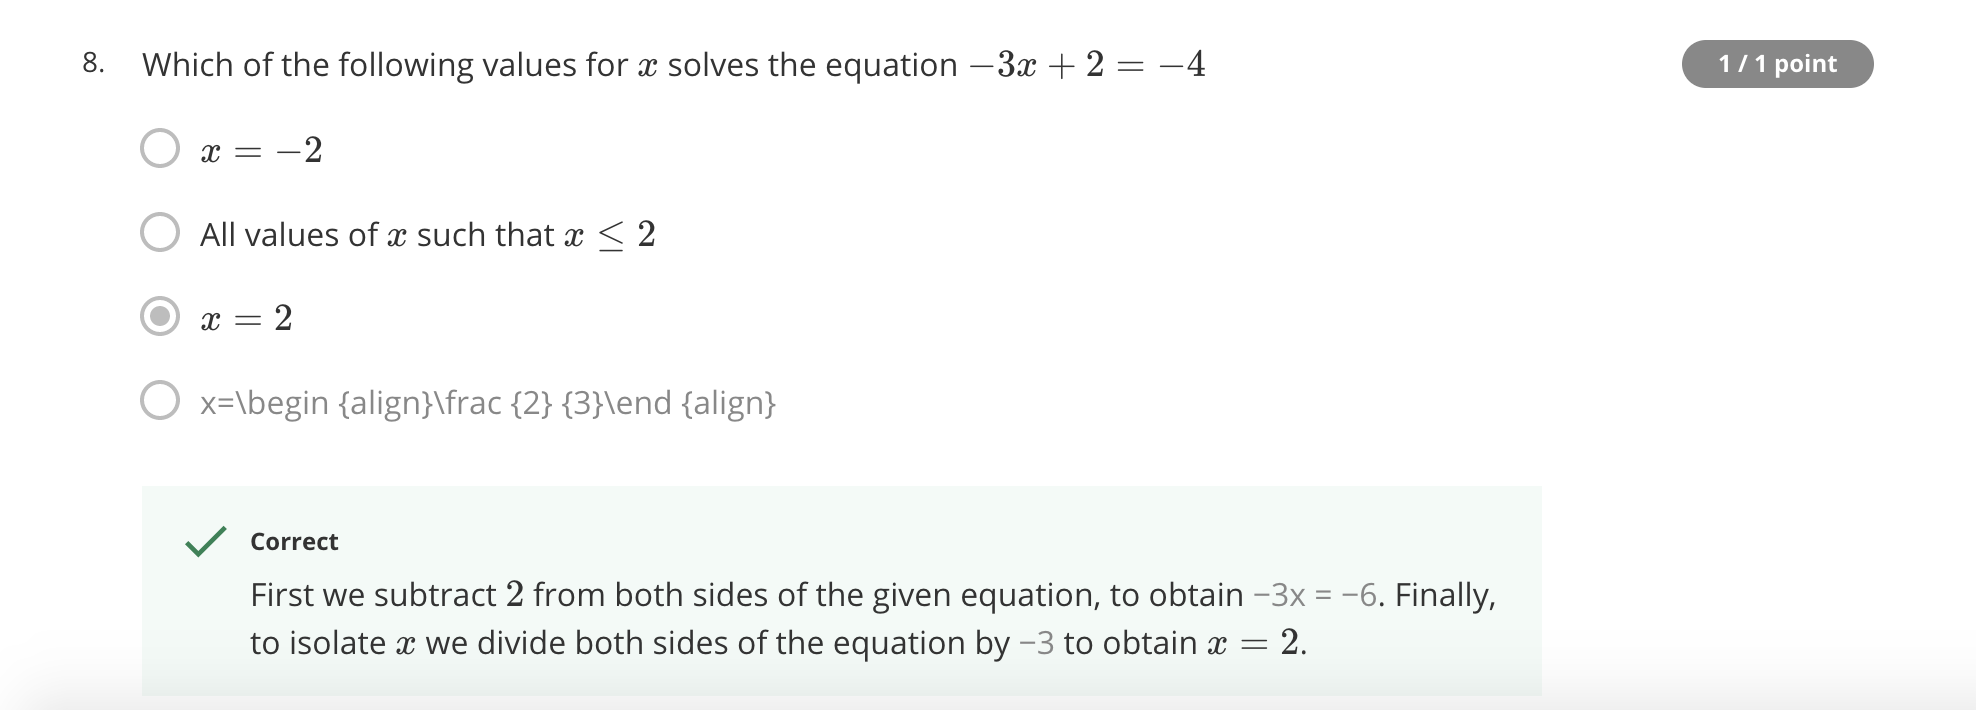 8. Which of the following values for x solves the equation −3x + 2 = −4
1 / 1 point
x = −2
All values of x such that x ≤ 2
x = 2
x=\begin {align}\frac {2} {3}\end {align}
Correct
First we subtract 2 from both sides of the given equation, to obtain −3x = −6. Finally,
to isolate x we divide both sides of the equation by −3 to obtain x = 2.